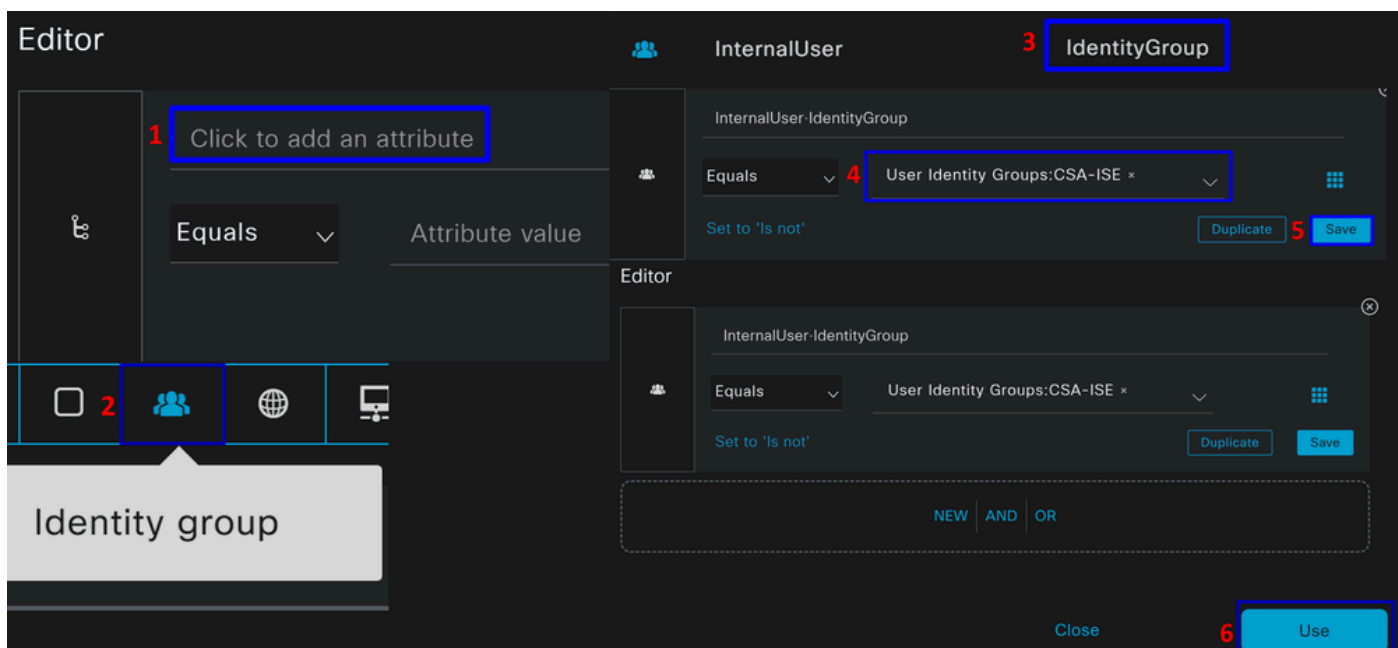 Editor
1 Click to add an attribute
Equals Attribute value
2
Identity group
InternalUser 3 IdentityGroup
InternalUser·IdentityGroup
Equals 4 User Identity Groups:CSA-ISE ×
Set to 'Is not' Duplicate 5 Save
Editor
InternalUser·IdentityGroup
Equals User Identity Groups:CSA-ISE ×
Set to 'Is not' Duplicate Save
NEW AND OR
Close 6 Use